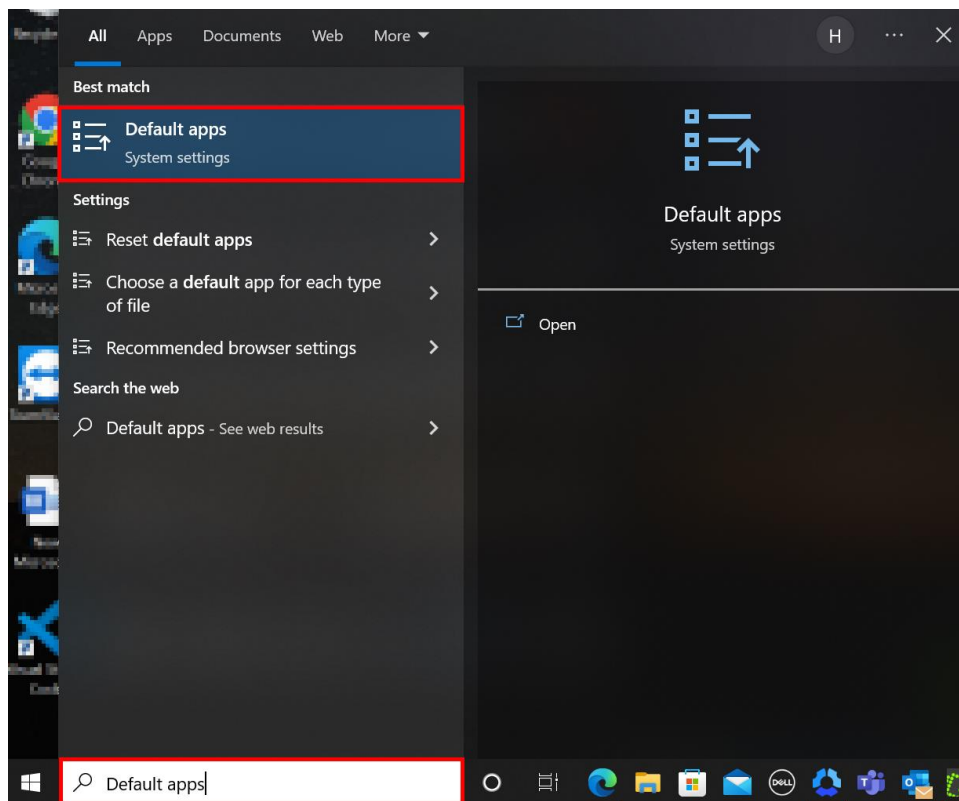 All Apps Documents Web More
H
Best match
Default apps
System settings
Settings
Reset default apps
Choose a default app for each type
of file
Recommended browser settings
Search the web
Default apps - See web results
Default apps
System settings
Open
Default apps
DELL